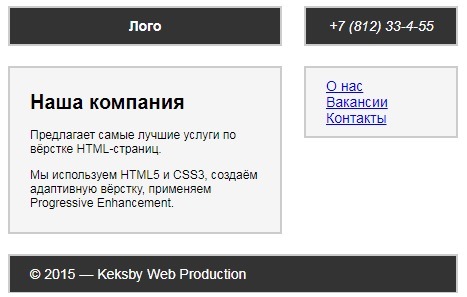 Лого
+7 (812) 33-4-55
Наша компания
Предлагает самые лучшие услуги по
вёрстке HTML-страниц.
Мы используем HTML5 и CSS3, создаём
адаптивную вёрстку, применяем
Progressive Enhancement.
О нас
Вакансии
Контакты
© 2015 — Keksby Web Production